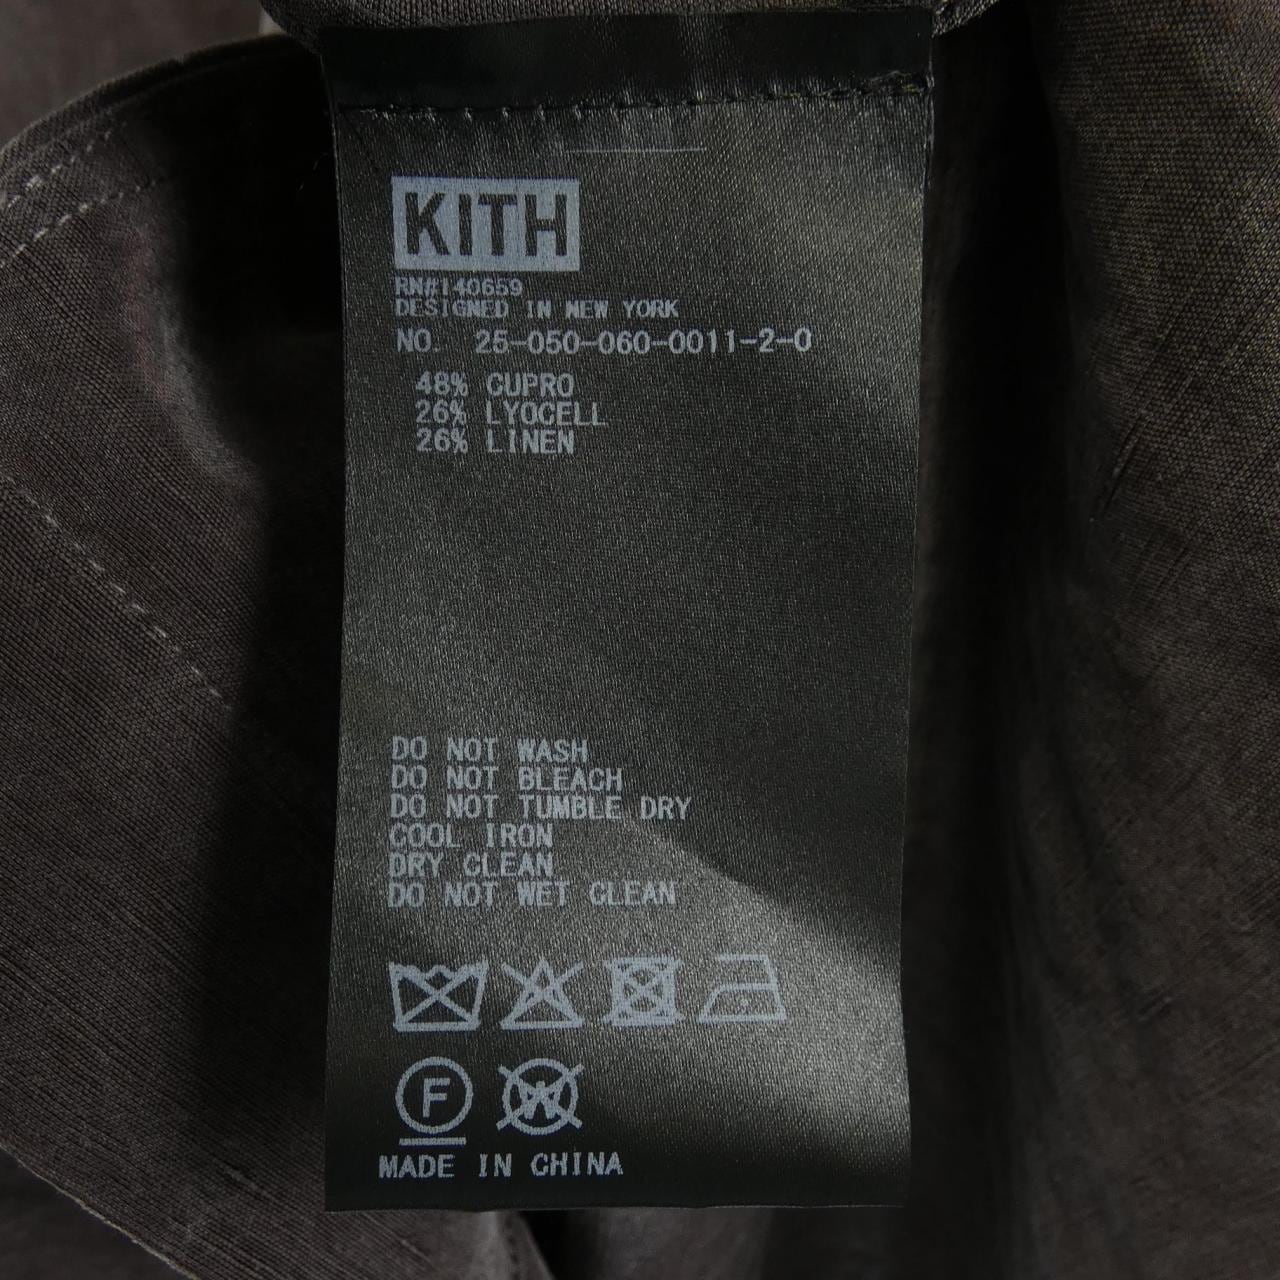 KITH
RN#140659
DESIGNED IN NEW YORK
NO. 25-050-060-0011-2-0
48% CUPRO
26% LYOCELL
26% LINEN
DO NOT WASH
DO NOT BLEACH
DO NOT TUMBLE DRY
COOL IRON
DRY CLEAN
DO NOT WET CLEAN
F W
MADE IN CHINA